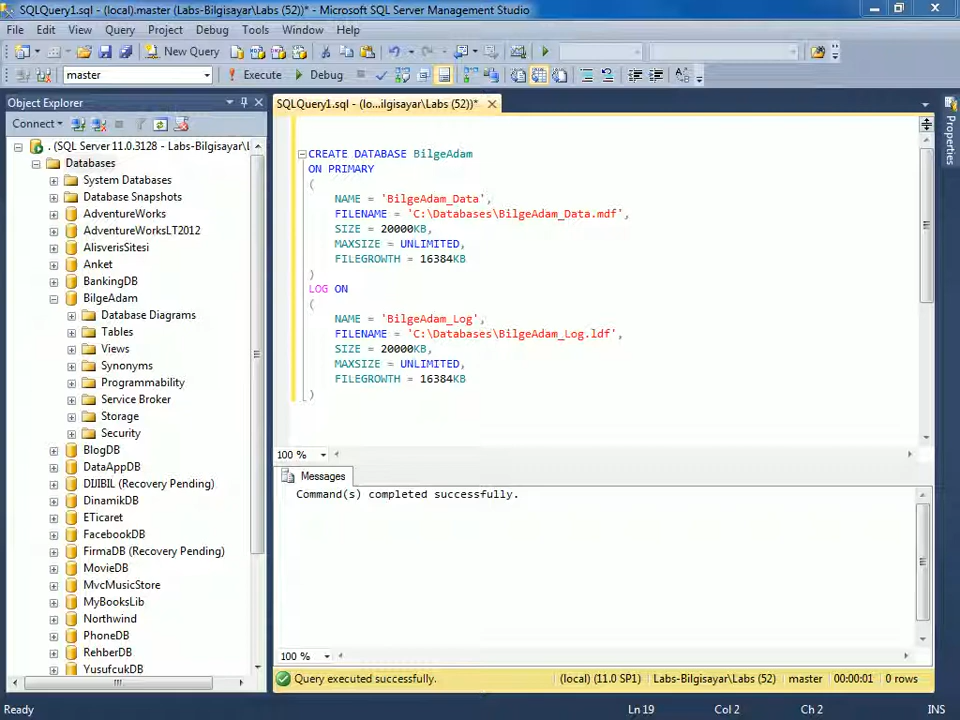 SQLQuery1.sql - (local).master (Labs-Bilgisayar\Labs (52))* - Microsoft SQL Server Management Studio
File Edit View Query Project Debug Tools Window Help
New Query
master Execute Debug
Object Explorer
Connect
. (SQL Server 11.0.3128 - Labs-Bilgisayar\L
Databases
System Databases
Database Snapshots
AdventureWorks
AdventureWorksLT2012
AlisverisSitesi
Anket
BankingDB
BilgeAdam
Database Diagrams
Tables
Views
Synonyms
Programmability
Service Broker
Storage
Security
BlogDB
DataAppDB
DIJIBIL (Recovery Pending)
DinamikDB
ETicaret
FacebookDB
FirmaDB (Recovery Pending)
MovieDB
MvcMusicStore
MyBooksLib
Northwind
PhoneDB
RehberDB
YusufcukDB
SQLQuery1.sql - (lo...ilgisayar\Labs (52))*
CREATE DATABASE BilgeAdam
ON PRIMARY
(
NAME = 'BilgeAdam_Data',
FILENAME = 'C:\Databases\BilgeAdam_Data.mdf',
SIZE = 20000KB,
MAXSIZE = UNLIMITED,
FILEGROWTH = 16384KB
)
LOG ON
(
NAME = 'BilgeAdam_Log',
FILENAME = 'C:\Databases\BilgeAdam_Log.ldf',
SIZE = 20000KB,
MAXSIZE = UNLIMITED,
FILEGROWTH = 16384KB
)
100 %
Messages
Command(s) completed successfully.
100 %
Query executed successfully. (local) (11.0 SP1) Labs-Bilgisayar\Labs (52) master 00:00:01 0 rows
Properties
Ready Ln 19 Col 2 Ch 2 INS